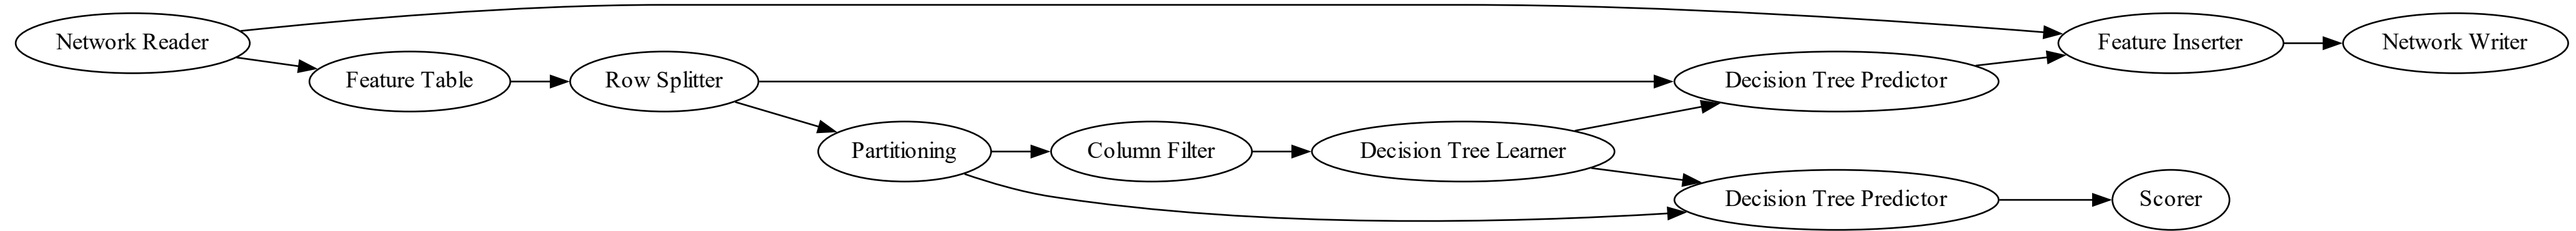 Network Reader
Feature Table
Row Splitter
Partitioning
Column Filter
Decision Tree Learner
Decision Tree Predictor
Decision Tree Predictor
Feature Inserter
Scorer
Network Writer